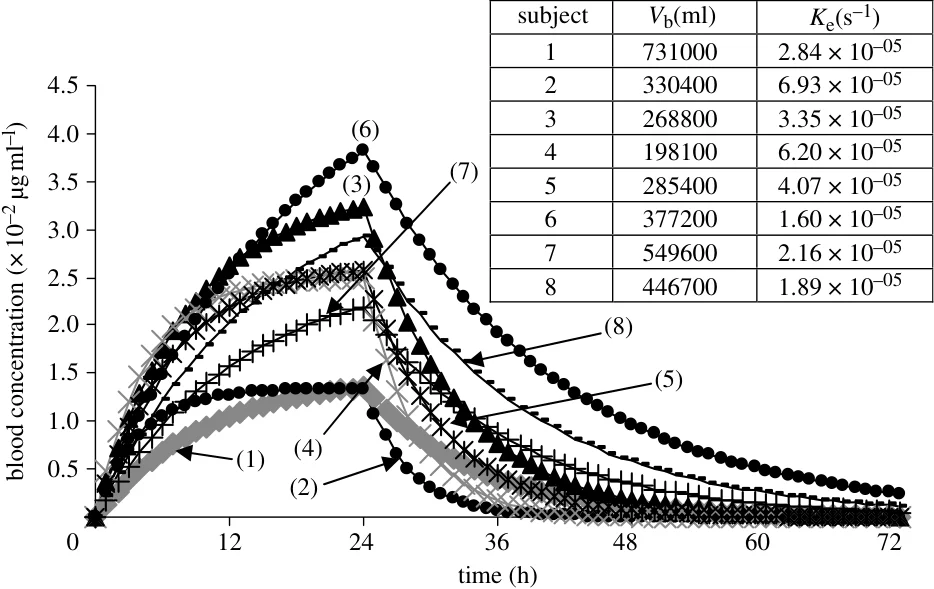 subject V_b(ml) K_e(s⁻¹)
1 731000 2.84 × 10⁻⁰⁵
2 330400 6.93 × 10⁻⁰⁵
3 268800 3.35 × 10⁻⁰⁵
4 198100 6.20 × 10⁻⁰⁵
5 285400 4.07 × 10⁻⁰⁵
6 377200 1.60 × 10⁻⁰⁵
7 549600 2.16 × 10⁻⁰⁵
8 446700 1.89 × 10⁻⁰⁵
blood concentration (× 10⁻² µg ml⁻¹)
4.5
4.0
3.5
3.0
2.5
2.0
1.5
1.0
0.5
(6)
(7)
(3)
(8)
(5)
(4)
(1)
(2)
0 12 24 36 48 60 72
time (h)